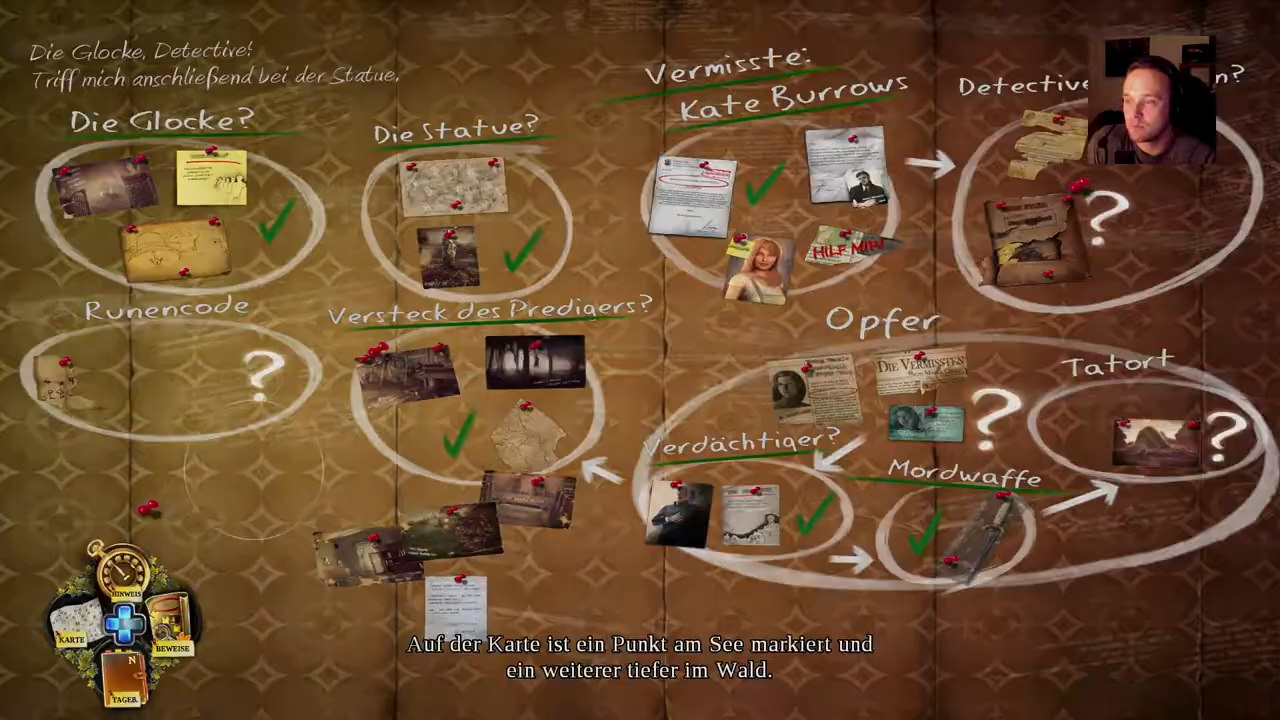 Die Glocke, Detective!
Triff mich anschließend bei der Statue.
Vermisste:
Kate Burrows
Detective
n?
Die Glocke?
Die Statue?
HILF MIR!
Runencode
Versteck des Predigers?
Opfer
DIE VERMISSTEN
Tatort
Verdächtiger?
Mordwaffe
?
?
?
?
HINWEIS
KARTE
BEWEISE
N
TAGEB.
Auf der Karte ist ein Punkt am See markiert und
ein weiterer tiefer im Wald.